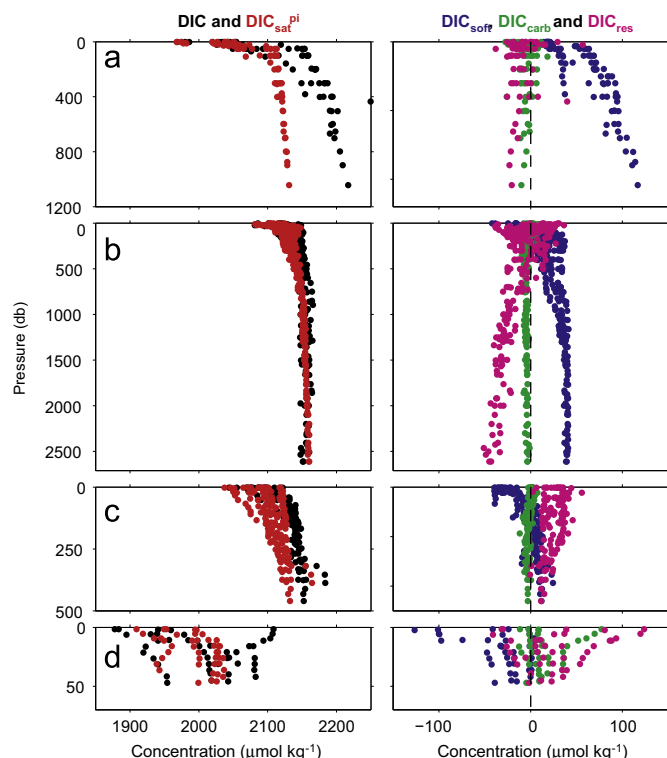 DIC and DIC_sat^pi
DIC_soft, DIC_carb and DIC_res
a
0
400
800
1200
b
0
500
1000
1500
2000
2500
Pressure (db)
c
0
250
500
d
0
50
1900 2000 2100 2200
−100 0 100
Concentration (μmol kg⁻¹)
Concentration (μmol kg⁻¹)